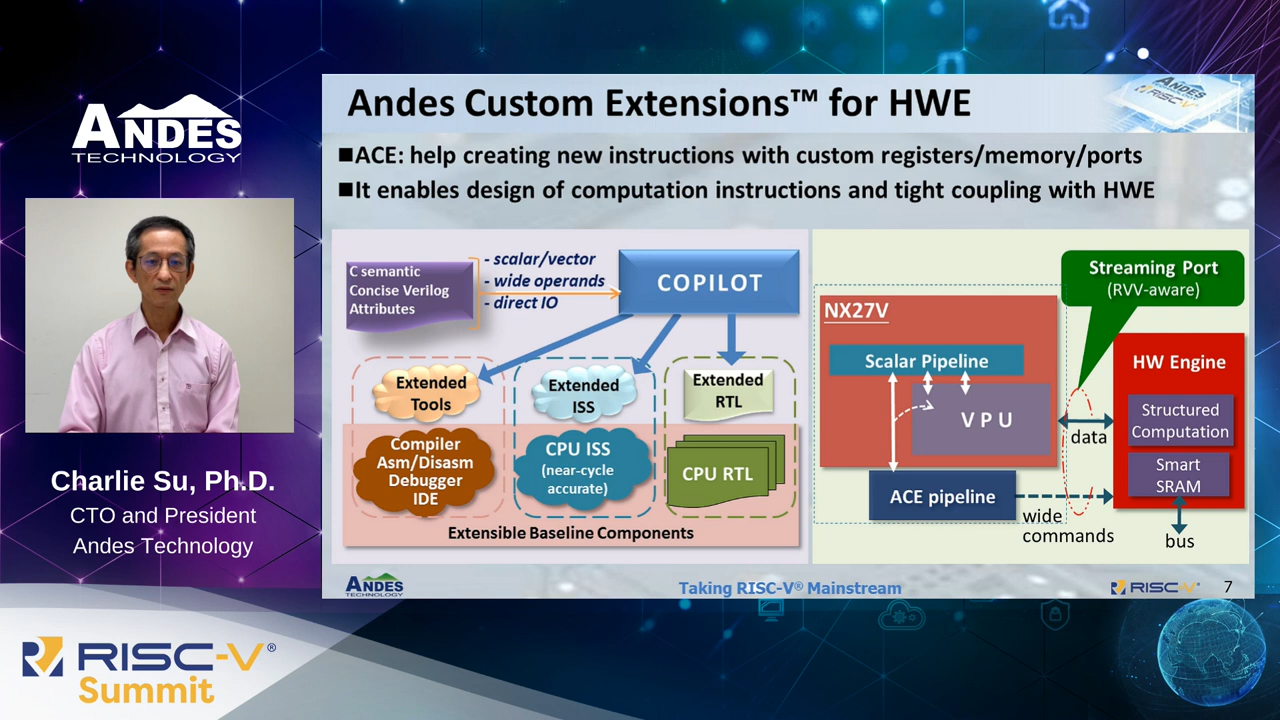 ANDES
TECHNOLOGY
Charlie Su, Ph.D.
CTO and President
Andes Technology
RISC-V®
Summit
Andes Custom Extensions™ for HWE
RISC-V
■ACE: help creating new instructions with custom registers/memory/ports
■It enables design of computation instructions and tight coupling with HWE
C semantic
Concise Verilog
Attributes
- scalar/vector
- wide operands
- direct IO
COPILOT
Extended
Tools
Extended
ISS
Extended
RTL
Compiler
Asm/Disasm
Debugger
IDE
CPU ISS
(near-cycle
accurate)
CPU RTL
Extensible Baseline Components
Streaming Port
(RVV-aware)
NX27V
Scalar Pipeline
VPU
ACE pipeline
data
wide
commands
HW Engine
Structured
Computation
Smart
SRAM
bus
ANDES
TECHNOLOGY
Taking RISC-V® Mainstream
RISC-V®
7